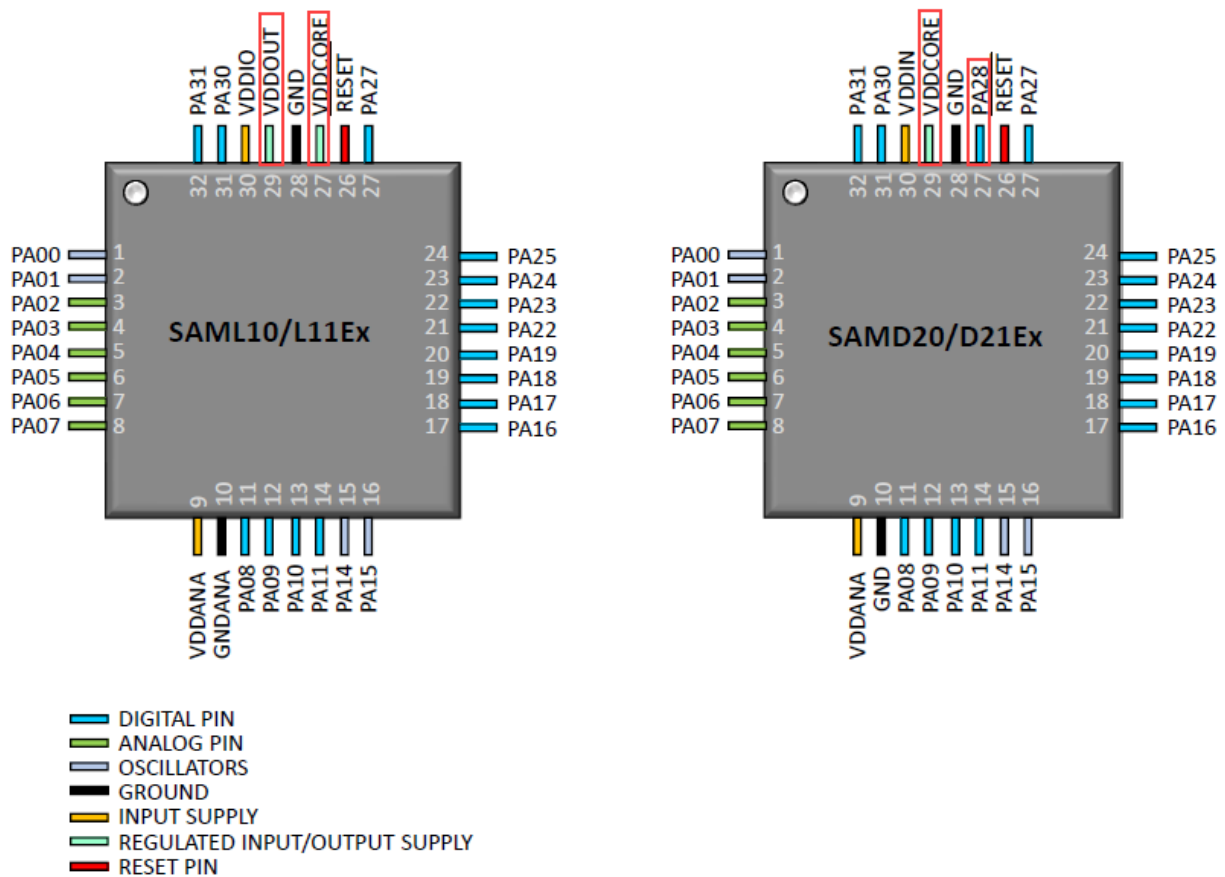 PA31
PA30
VDDIO
VDDOUT
GND
VDDCORE
RESET
PA27
32
31
30
29
28
27
26
27
PA00 1
PA01 2
PA02 3
PA03 4
PA04 5
PA05 6
PA06 7
PA07 8
SAML10/L11Ex
24 PA25
23 PA24
22 PA23
21 PA22
20 PA19
19 PA18
18 PA17
17 PA16
9
10
11
12
13
14
15
16
VDDANA
GNDANA
PA08
PA09
PA10
PA11
PA14
PA15
PA31
PA30
VDDIN
VDDCORE
GND
PA28
RESET
PA27
32
31
30
29
28
27
26
27
PA00 1
PA01 2
PA02 3
PA03 4
PA04 5
PA05 6
PA06 7
PA07 8
SAMD20/D21Ex
24 PA25
23 PA24
22 PA23
21 PA22
20 PA19
19 PA18
18 PA17
17 PA16
9
10
11
12
13
14
15
16
VDDANA
GND
PA08
PA09
PA10
PA11
PA14
PA15
DIGITAL PIN
ANALOG PIN
OSCILLATORS
GROUND
INPUT SUPPLY
REGULATED INPUT/OUTPUT SUPPLY
RESET PIN